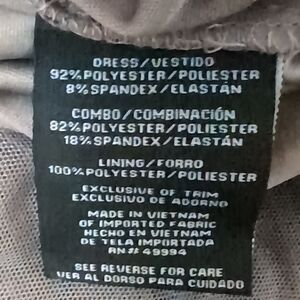 DRESS/VESTIDO
92% POLYESTER/POLIESTER
8% SPANDEX/ELASTÁN
COMBO/COMBINACIÓN
82% POLYESTER/POLIESTER
18% SPANDEX/ELASTÁN
LINING/FORRO
100% POLYESTER/POLIESTER
EXCLUSIVE OF TRIM
EXCLUSIVO DE ADORNO
MADE IN VIETNAM
OF IMPORTED FABRIC
HECHO EN VIETNAM
DE TELA IMPORTADA
RN# 49994
SEE REVERSE FOR CARE
VER AL DORSO PARA CUIDADO